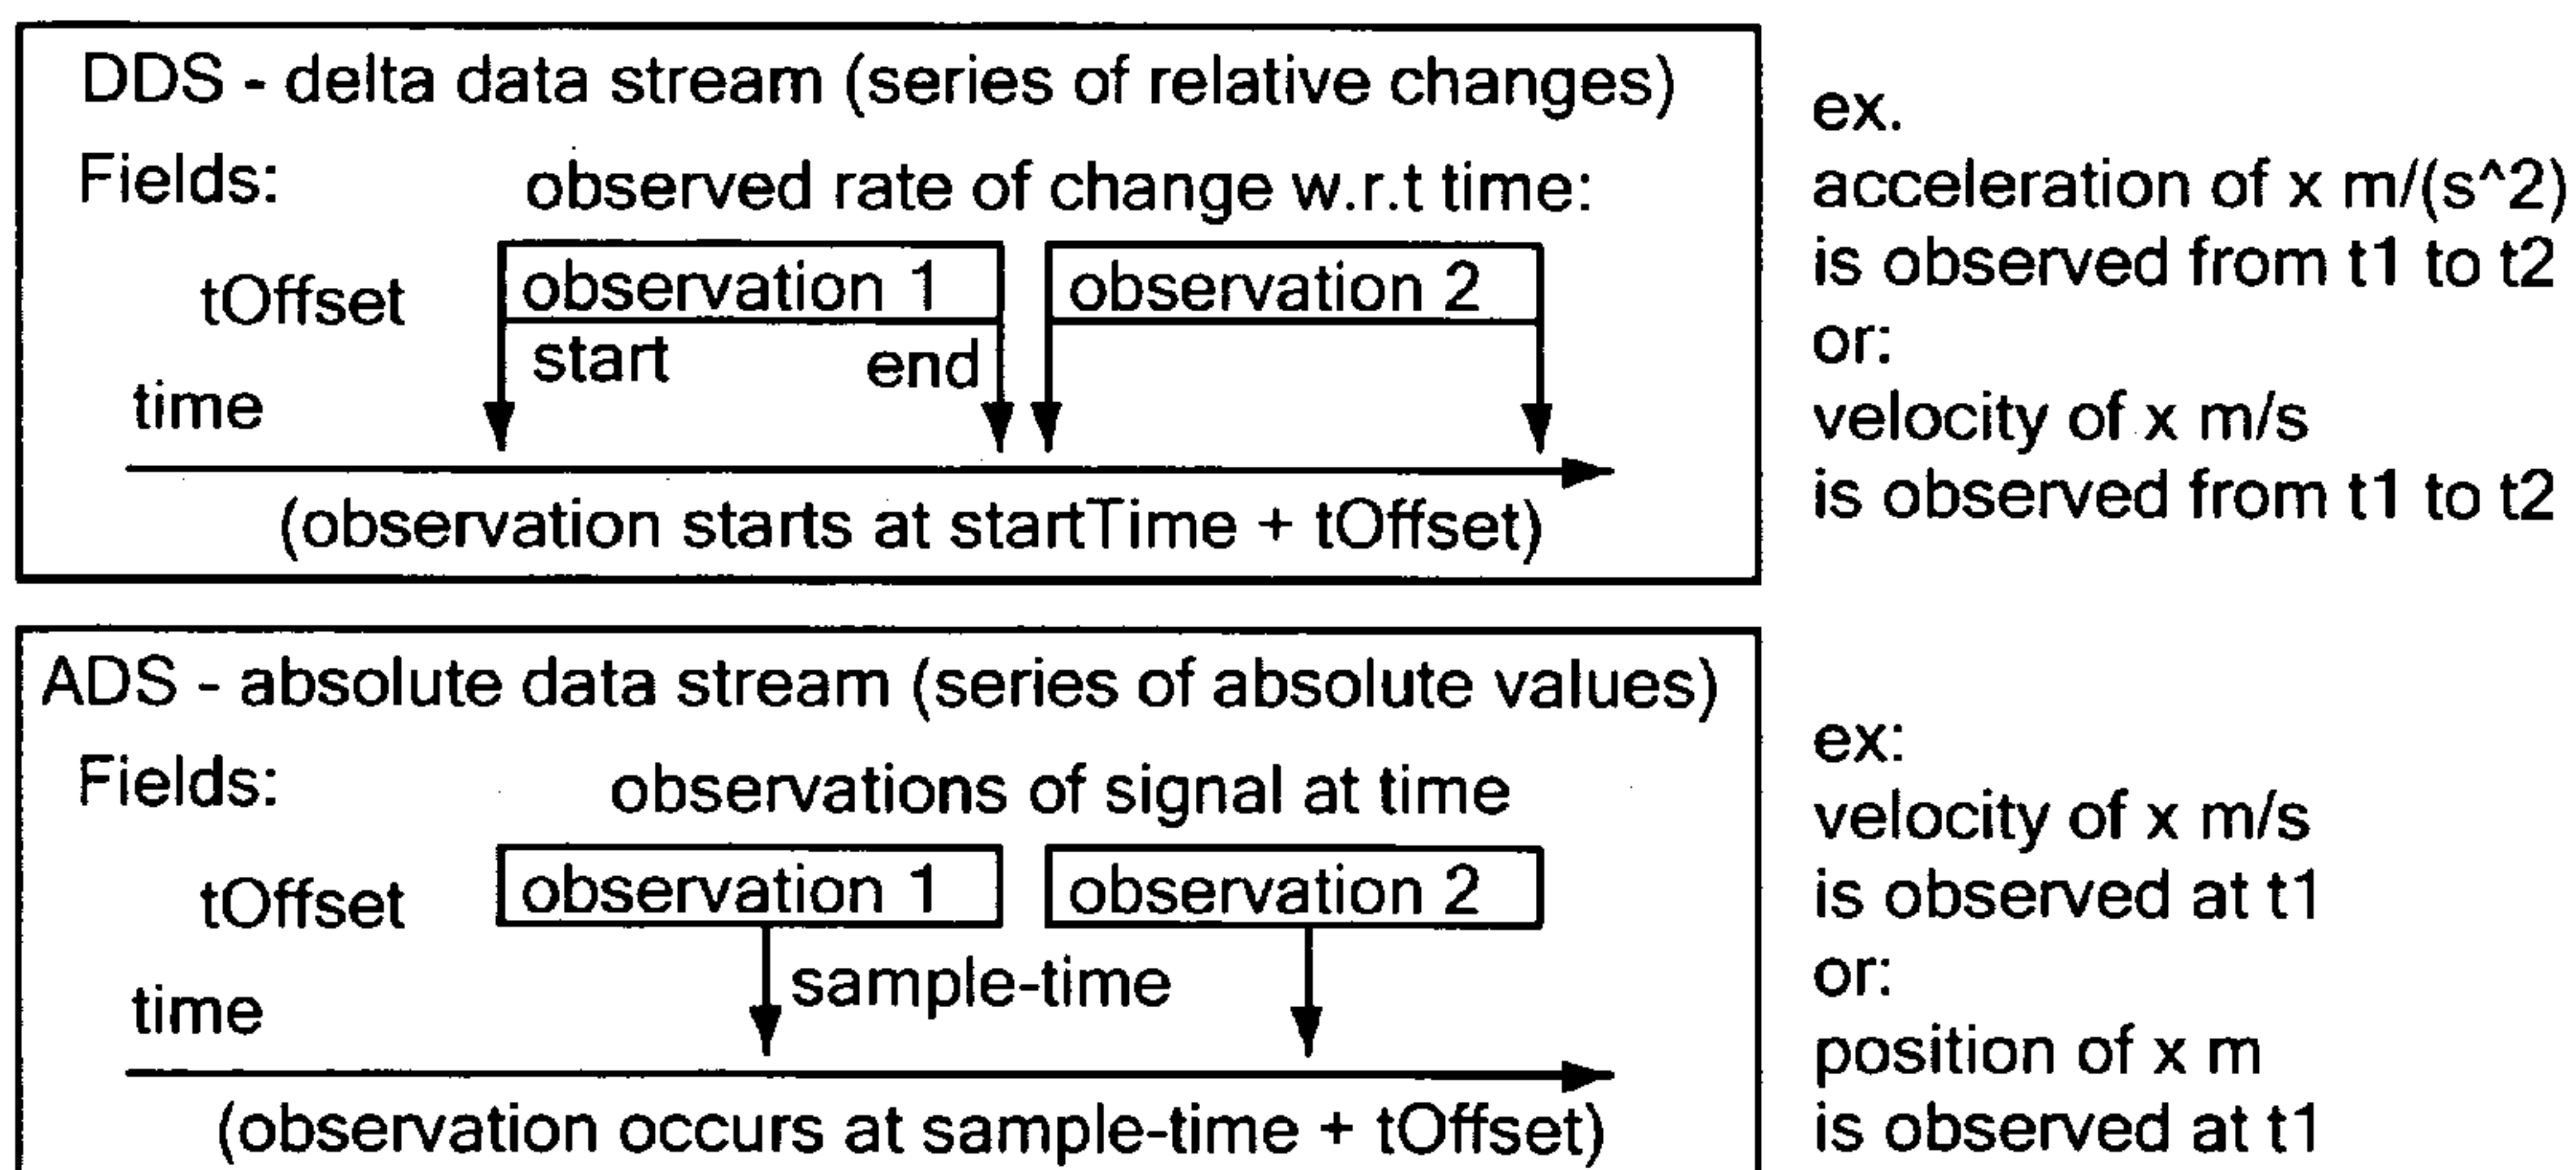 DDS - delta data stream (series of relative changes)
Fields:
observed rate of change w.r.t time:
tOffset
observation 1
observation 2
start
end
time
(observation starts at startTime + tOffset)
ex.
acceleration of x m/(s^2)
is observed from t1 to t2
or:
velocity of x m/s
is observed from t1 to t2
ADS - absolute data stream (series of absolute values)
Fields:
observations of signal at time
tOffset
observation 1
observation 2
sample-time
time
(observation occurs at sample-time + tOffset)
ex:
velocity of x m/s
is observed at t1
or:
position of x m
is observed at t1